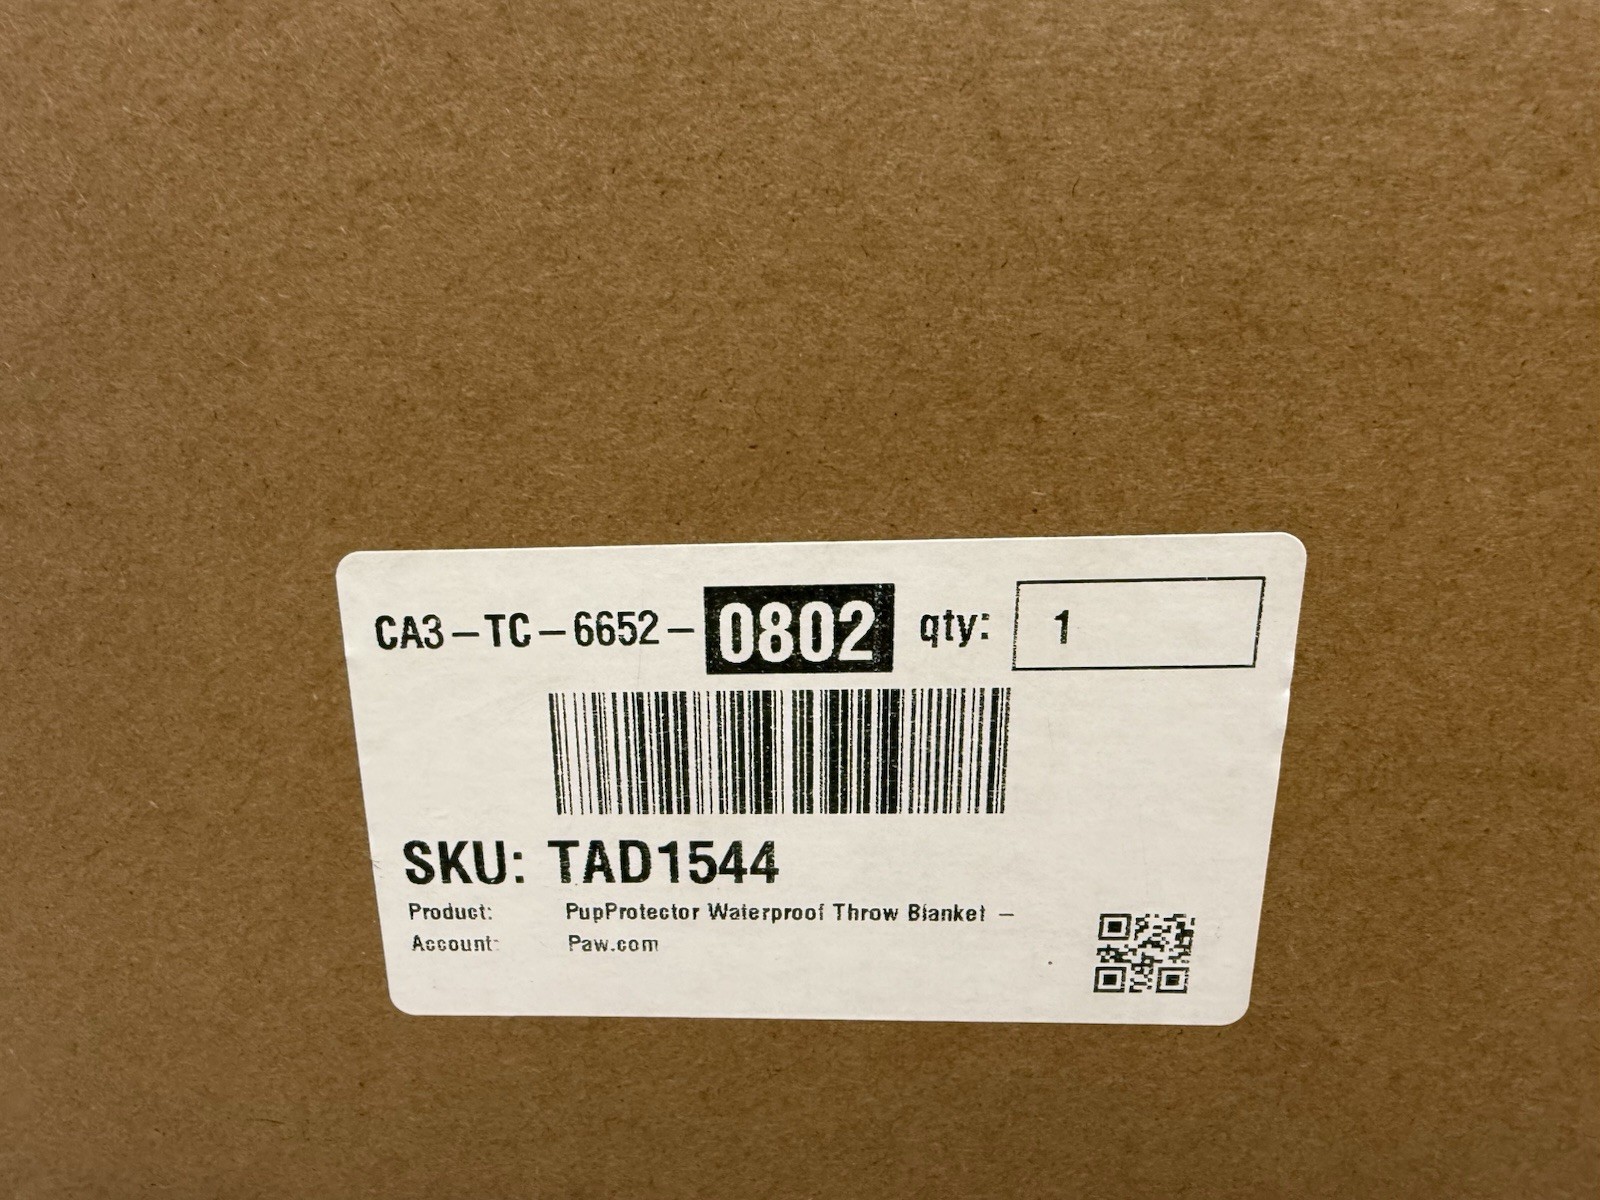 CA3-TC-6652-0802 qty: 1
SKU: TAD1544
Product: PupProtector Waterproof Throw Blanket -
Account: Paw.com